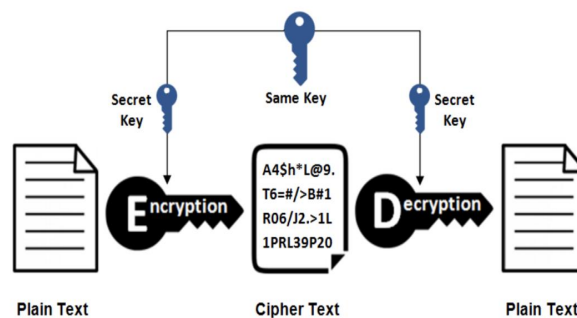 Secret
Key
Same Key
Secret
Key
Encryption
A4$h*L@9.
T6=#/>B#1
R06/J2.>1L
1PRL39P20
Decryption
Plain Text
Cipher Text
Plain Text